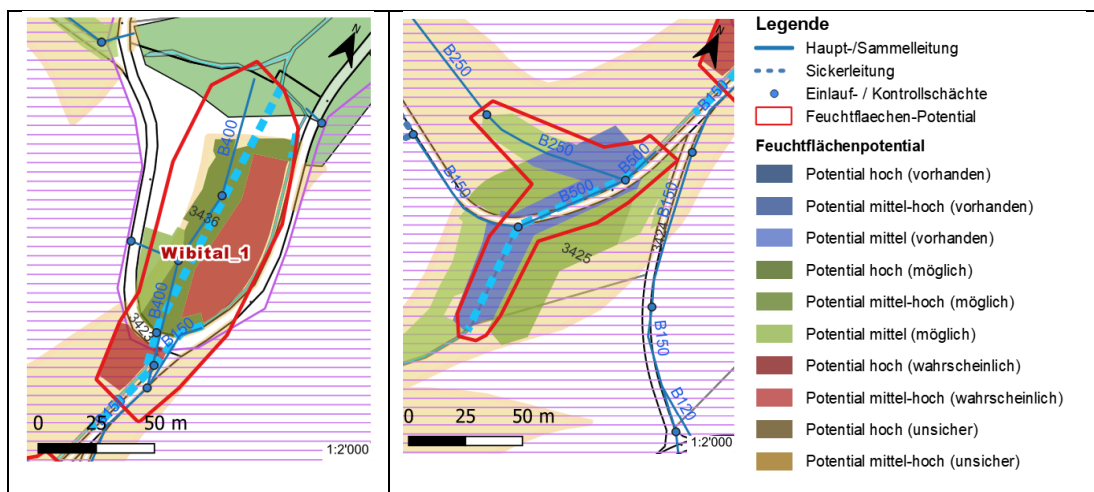 N
B400
3436
Wibital_1
B400
3423
B150
B150
0 25 50 m
1:2'000
N
B250
B150
B250
B500
B150
B500
B150
3424
3425
B150
B120
0 25 50 m
1:2'000
Legende
Haupt-/Sammelleitung
Sickerleitung
Einlauf- / Kontrollschächte
Feuchtflaechen-Potential
Feuchtflächenpotential
Potential hoch (vorhanden)
Potential mittel-hoch (vorhanden)
Potential mittel (vorhanden)
Potential hoch (möglich)
Potential mittel-hoch (möglich)
Potential mittel (möglich)
Potential hoch (wahrscheinlich)
Potential mittel-hoch (wahrscheinlich)
Potential hoch (unsicher)
Potential mittel-hoch (unsicher)